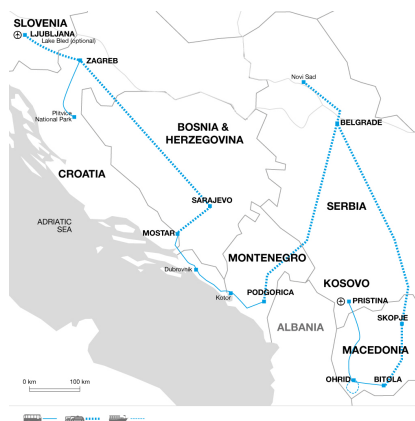 SLOVENIA
LJUBLJANA
Lake Bled (optional)
ZAGREB
Novi Sad
Plitvice
National Park
BOSNIA &
HERZEGOVINA
BELGRADE
CROATIA
SARAJEVO
SERBIA
ADRIATIC
SEA
MOSTAR
MONTENEGRO
Dubrovnik
KOSOVO
Kotor
PODGORICA
PRISTINA
SKOPJE
ALBANIA
MACEDONIA
OHRID
BITOLA
0 km
100 km